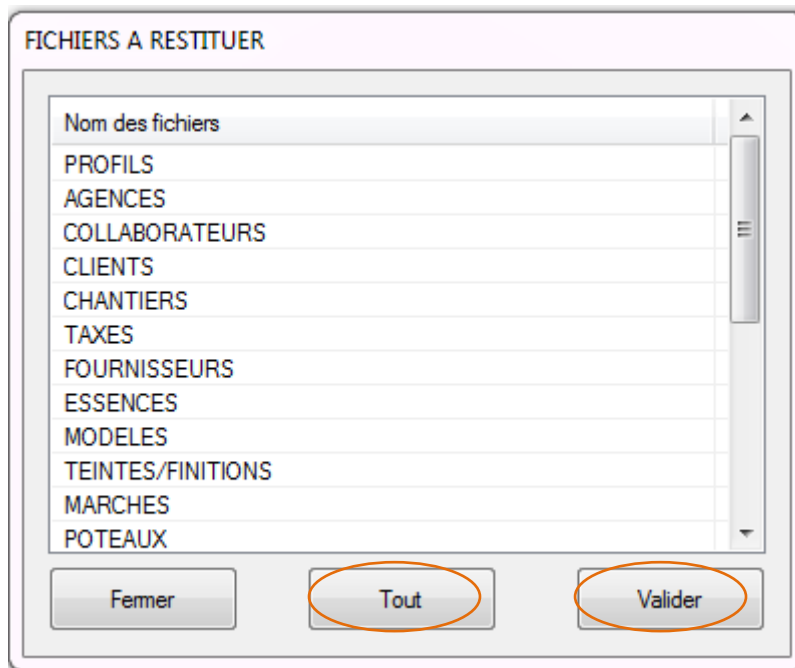 FICHIERS A RESTITUER
Nom des fichiers
PROFILS
AGENCES
COLLABORATEURS
CLIENTS
CHANTIERS
TAXES
FOURNISSEURS
ESSENCES
MODELES
TEINTES/FINITIONS
MARCHES
POTEAUX
Fermer Tout Valider